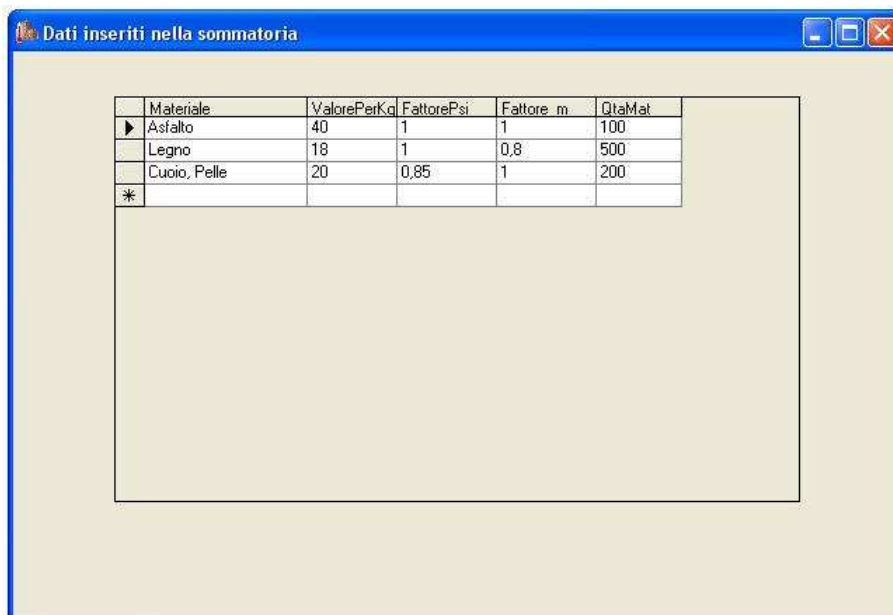 Dati inseriti nella sommatoria
Materiale ValorePerKg FattorePsi Fattore m QtaMat
Asfalto 40 1 1 100
Legno 18 1 0,8 500
Cuoio, Pelle 20 0,85 1 200